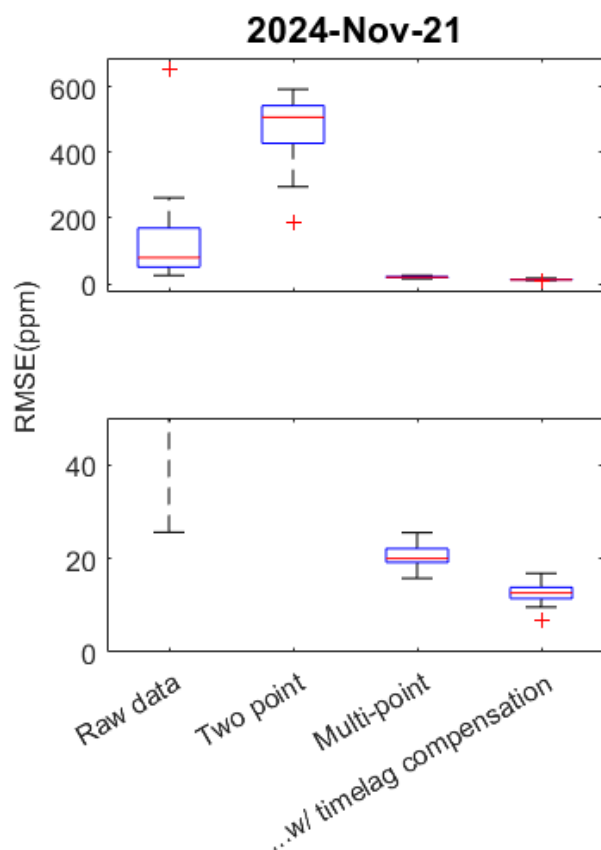 2024-Nov-21
600
400
200
0
RMSE(ppm)
40
20
0
Raw data
Two point
Multi-point
...w/ timelag compensation